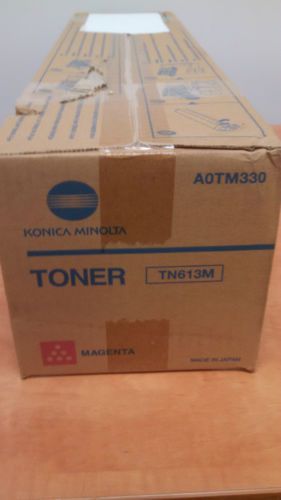 A0TM330
KONICA MINOLTA
TONER TN613M
MAGENTA MADE IN JAPAN